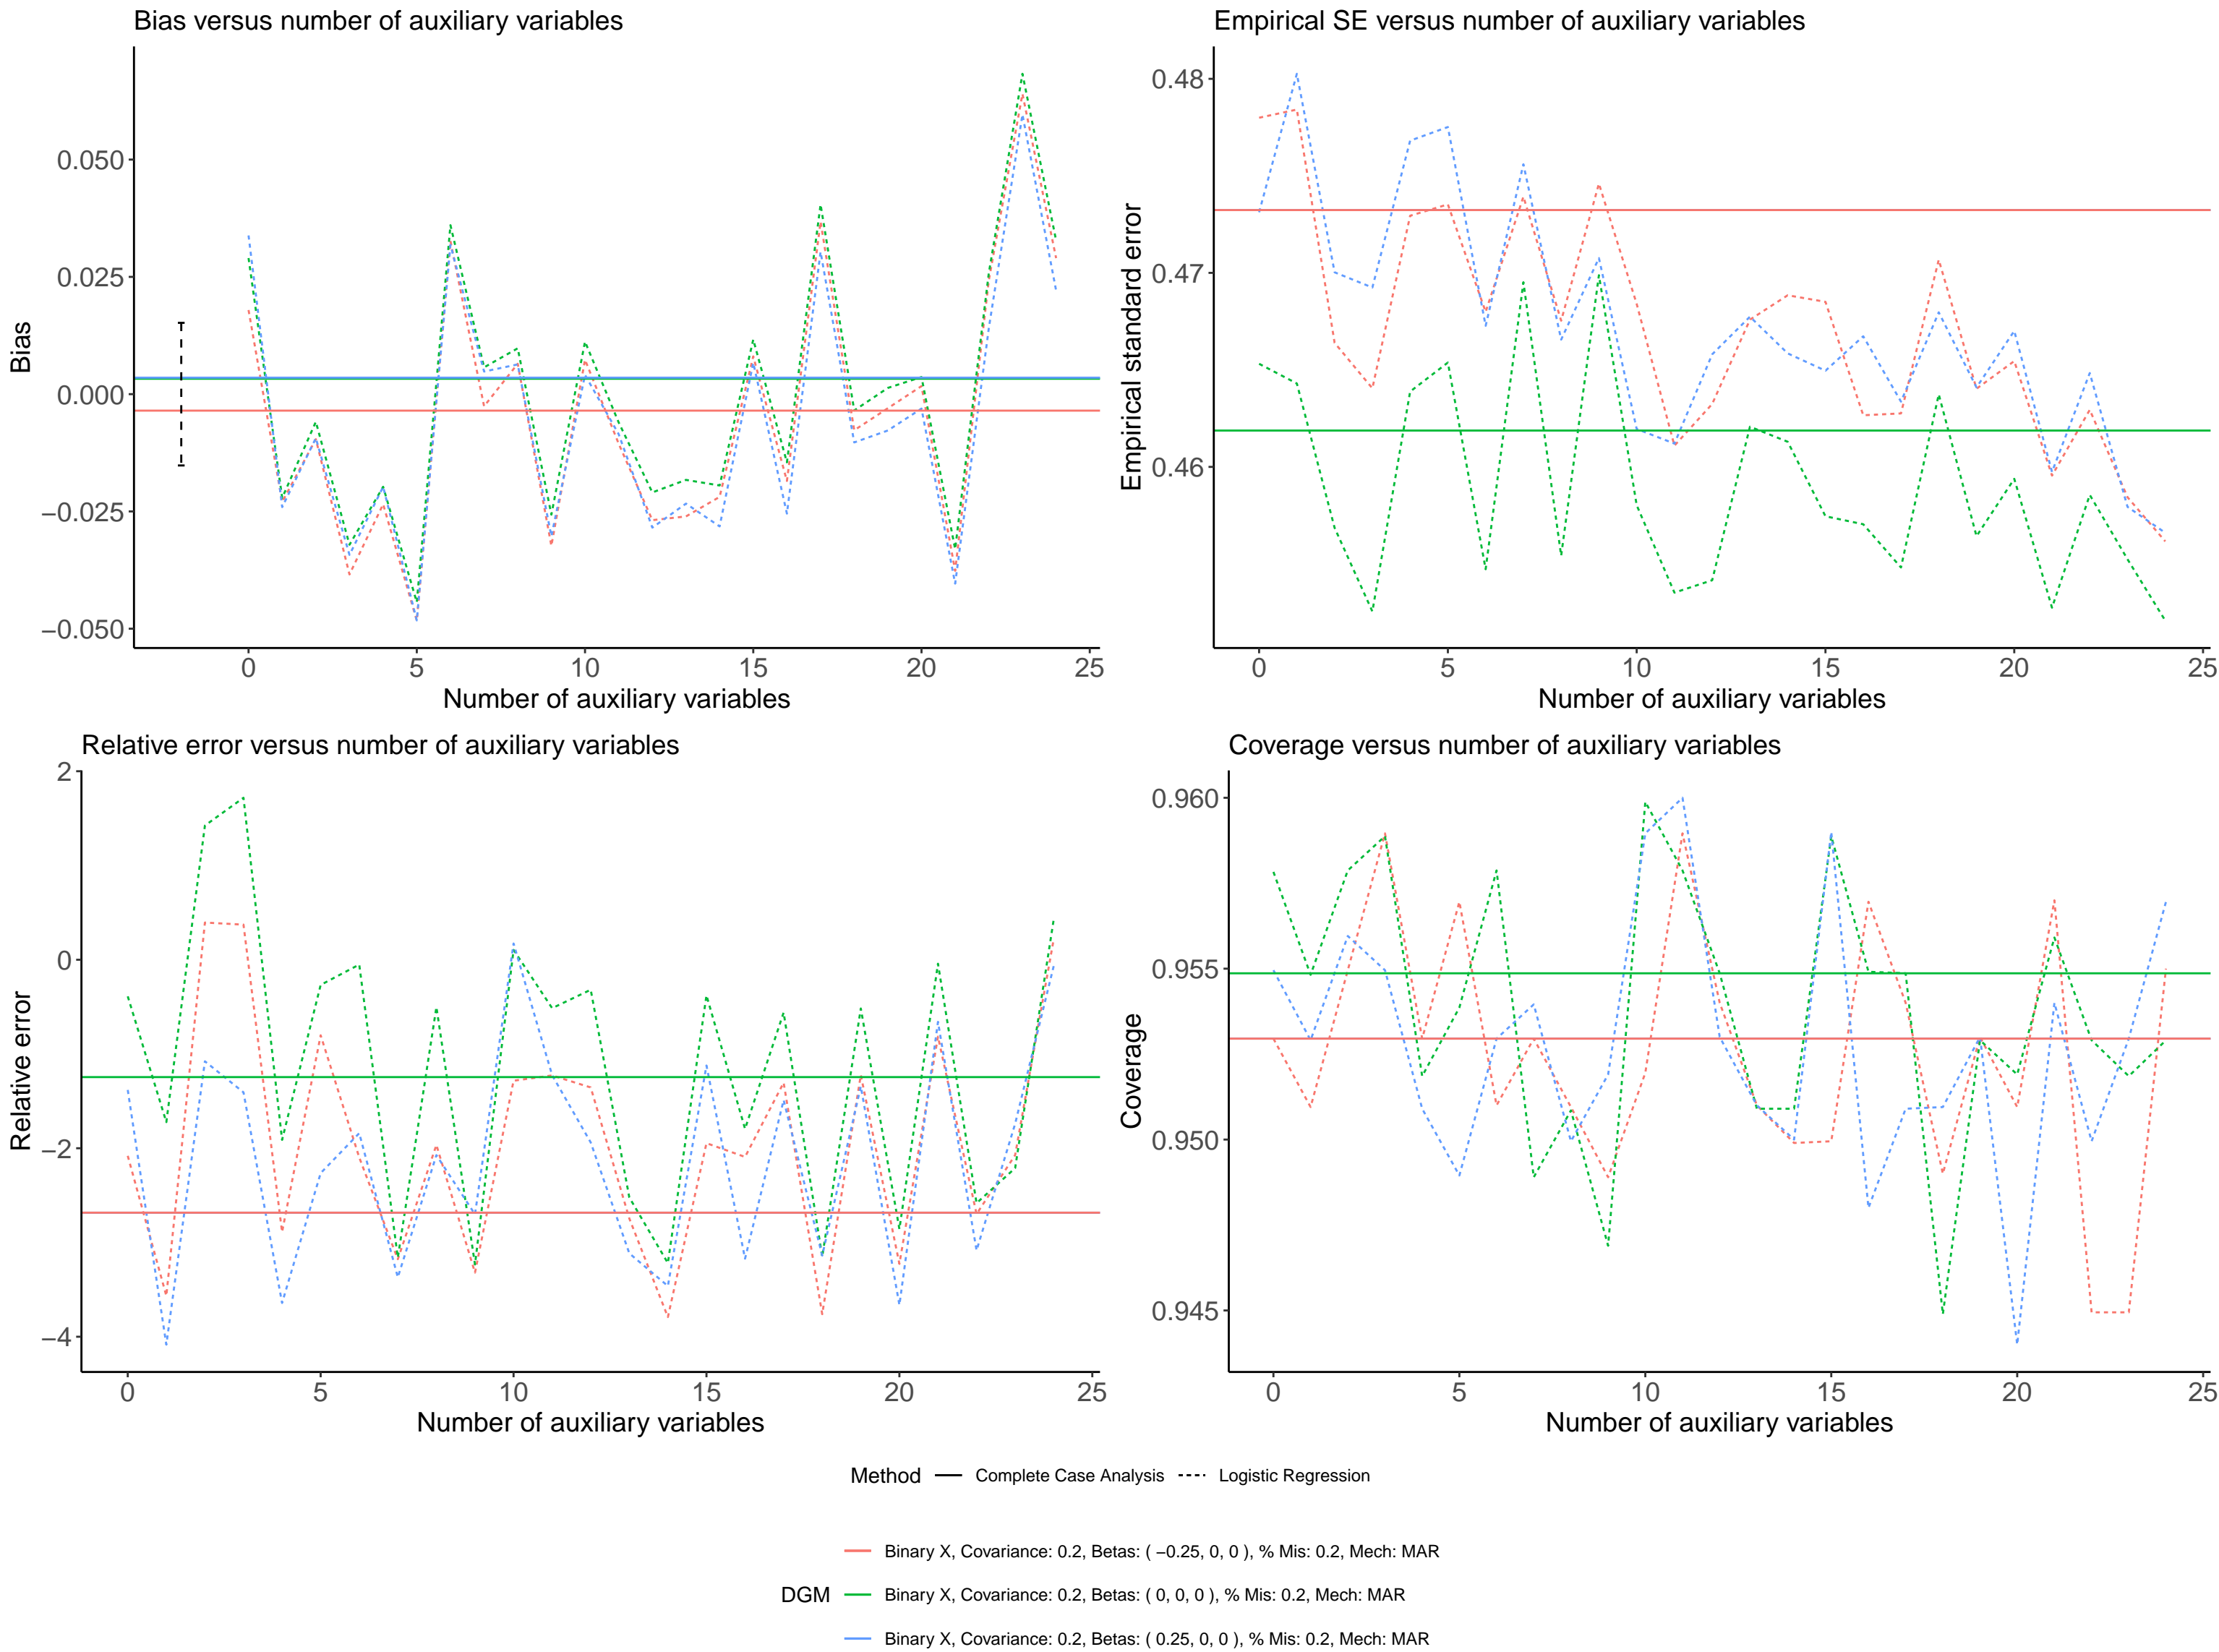 Bias versus number of auxiliary variables
Bias
0.050
0.025
0.000
−0.025
−0.050
0 5 10 15 20 25
Number of auxiliary variables
Empirical SE versus number of auxiliary variables
Empirical standard error
0.48
0.47
0.46
0 5 10 15 20 25
Number of auxiliary variables
Relative error versus number of auxiliary variables
Relative error
2
0
−2
−4
0 5 10 15 20 25
Number of auxiliary variables
Coverage versus number of auxiliary variables
Coverage
0.960
0.955
0.950
0.945
0 5 10 15 20 25
Number of auxiliary variables
Method Complete Case Analysis Logistic Regression
DGM
Binary X, Covariance: 0.2, Betas: ( −0.25, 0, 0 ), % Mis: 0.2, Mech: MAR
Binary X, Covariance: 0.2, Betas: ( 0, 0, 0 ), % Mis: 0.2, Mech: MAR
Binary X, Covariance: 0.2, Betas: ( 0.25, 0, 0 ), % Mis: 0.2, Mech: MAR